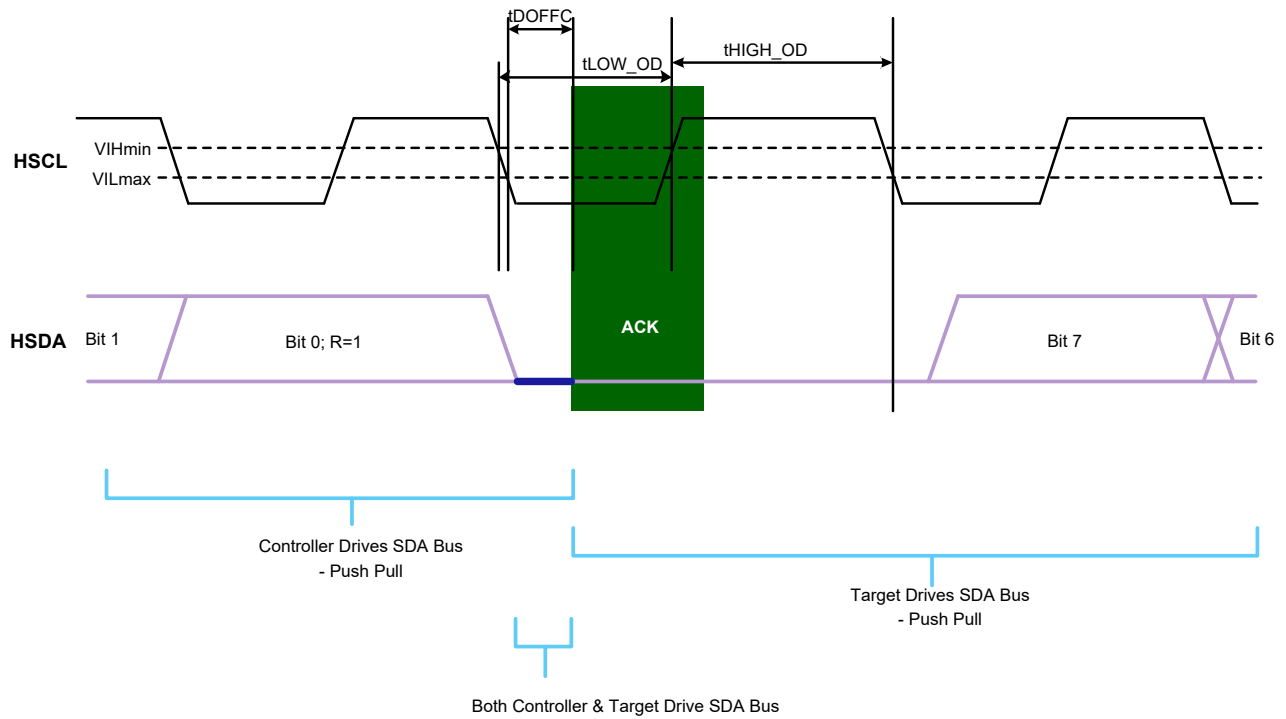 tDOFFC
tLOW_OD
tHIGH_OD
HSCL
VIHmin
VILmax
HSDA
Bit 1
Bit 0; R=1
ACK
Bit 7
Bit 6
Controller Drives SDA Bus
- Push Pull
Target Drives SDA Bus
- Push Pull
Both Controller & Target Drive SDA Bus